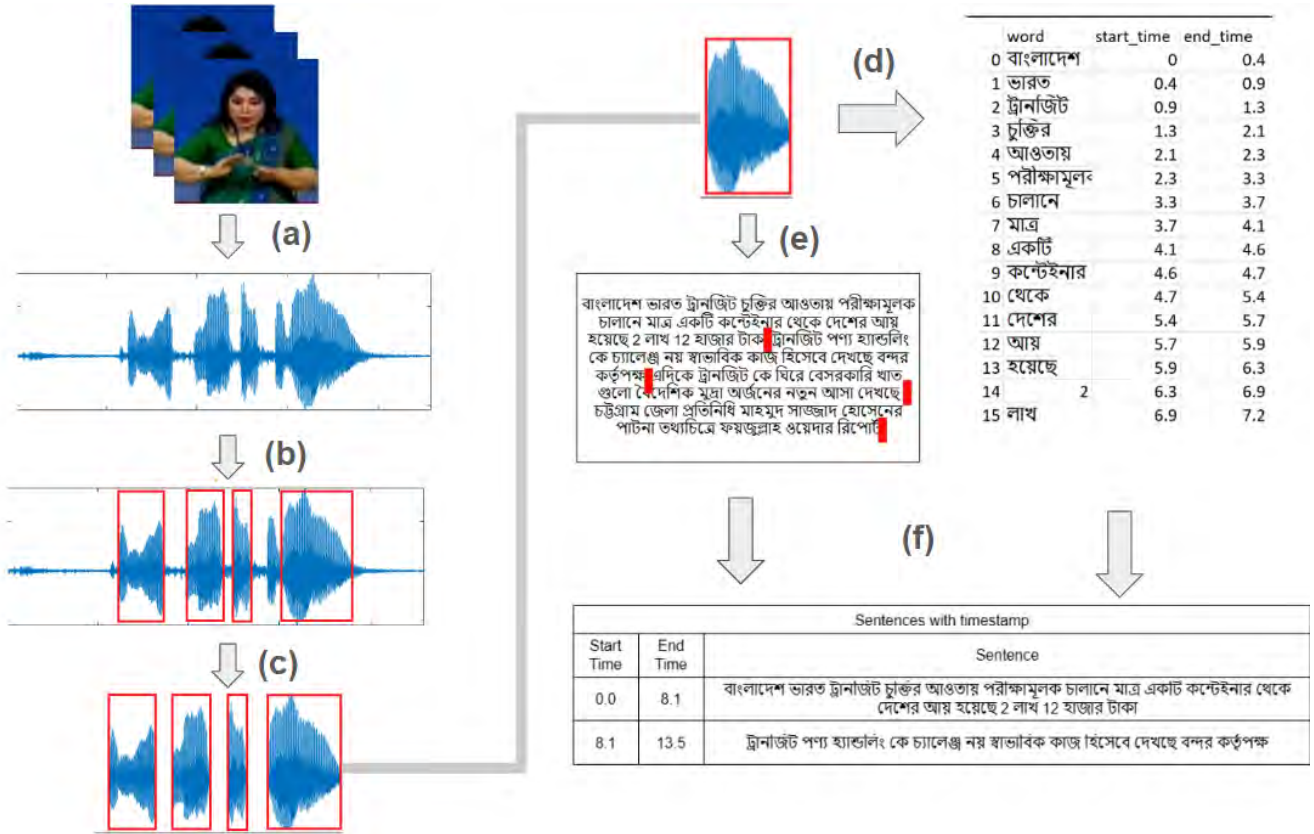 (a)
(b)
(c)
(d)
word start_time end_time
0 বাংলাদেশ 0 0.4
1 ভারত 0.4 0.9
2 ট্রানজিট 0.9 1.3
3 চুক্তির 1.3 2.1
4 আওতায় 2.1 2.3
5 পরীক্ষামূলক 2.3 3.3
6 চালানে 3.3 3.7
7 মাত্র 3.7 4.1
8 একটি 4.1 4.6
9 কন্টেইনার 4.6 4.7
10 থেকে 4.7 5.4
11 দেশের 5.4 5.7
12 আয় 5.7 5.9
13 হয়েছে 5.9 6.3
14 2 6.3 6.9
15 লাখ 6.9 7.2
(e)
বাংলাদেশ ভারত ট্রানজিট চুক্তির আওতায় পরীক্ষামূলক
চালানে মাত্র একটি কন্টেইনার থেকে দেশের আয়
হয়েছে 2 লাখ 12 হাজার টাকা ট্রানজিট পণ্য হ্যান্ডলিং
কে চ্যালেঞ্জ নয় স্বাভাবিক কাজ হিসেবে দেখছে বন্দর
কর্তৃপক্ষ এদিকে ট্রানজিট কে ঘিরে বেসরকারি খাত
গুলো বৈদেশিক মুদ্রা অর্জনের নতুন আসা দেখছে
চট্টগ্রাম জেলা প্রতিনিধি মাহমুদ সাজ্জাদ হোসেনের
পাটনা তথ্যচিত্রে ফয়জুল্লাহ ওয়েদার রিপোর্ট
(f)
Sentences with timestamp
Start Time End Time Sentence
0.0 8.1 বাংলাদেশ ভারত ট্রানজিট চুক্তির আওতায় পরীক্ষামূলক চালানে মাত্র একটি কন্টেইনার থেকে
দেশের আয় হয়েছে 2 লাখ 12 হাজার টাকা
8.1 13.5 ট্রানজিট পণ্য হ্যান্ডলিং কে চ্যালেঞ্জ নয় স্বাভাবিক কাজ হিসেবে দেখছে বন্দর কর্তৃপক্ষ